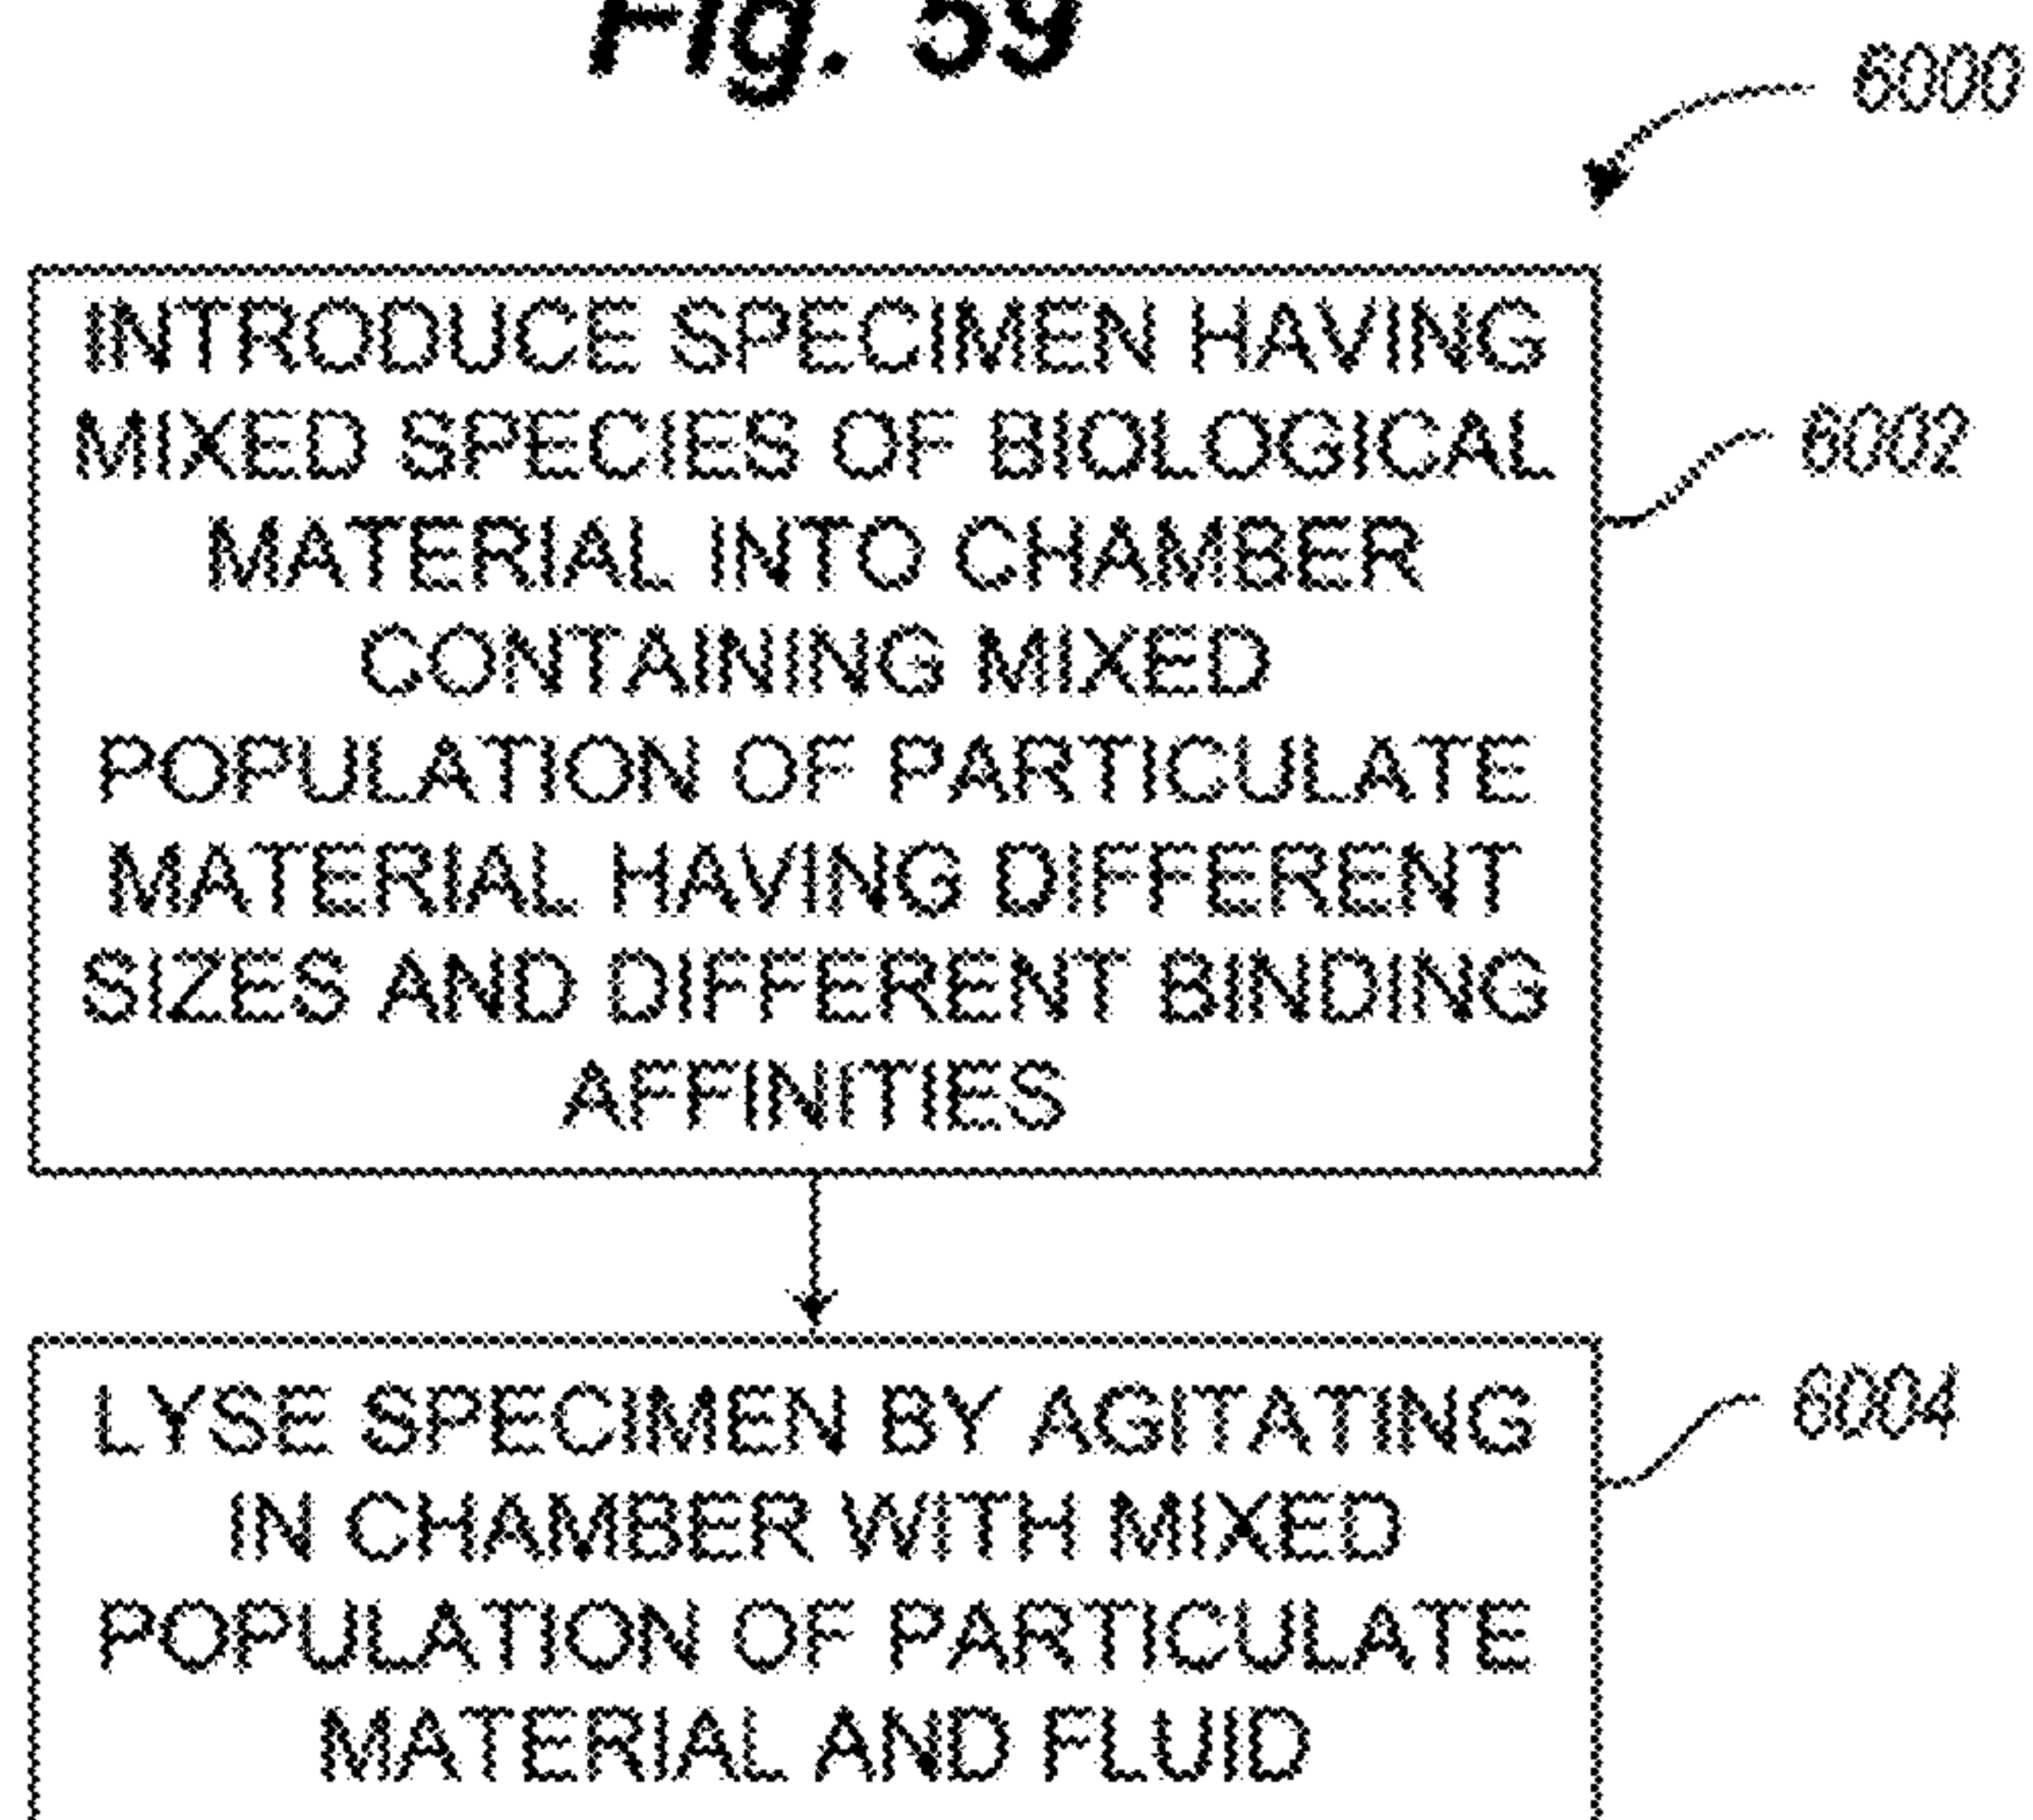 Fig. 59
6000
INTRODUCE SPECIMEN HAVING
MIXED SPECIES OF BIOLOGICAL
MATERIAL INTO CHAMBER
CONTAINING MIXED
POPULATION OF PARTICULATE
MATERIAL HAVING DIFFERENT
SIZES AND DIFFERENT BINDING
AFFINITIES
6002
LYSE SPECIMEN BY AGITATING
IN CHAMBER WITH MIXED
POPULATION OF PARTICULATE
MATERIAL AND FLUID
6004